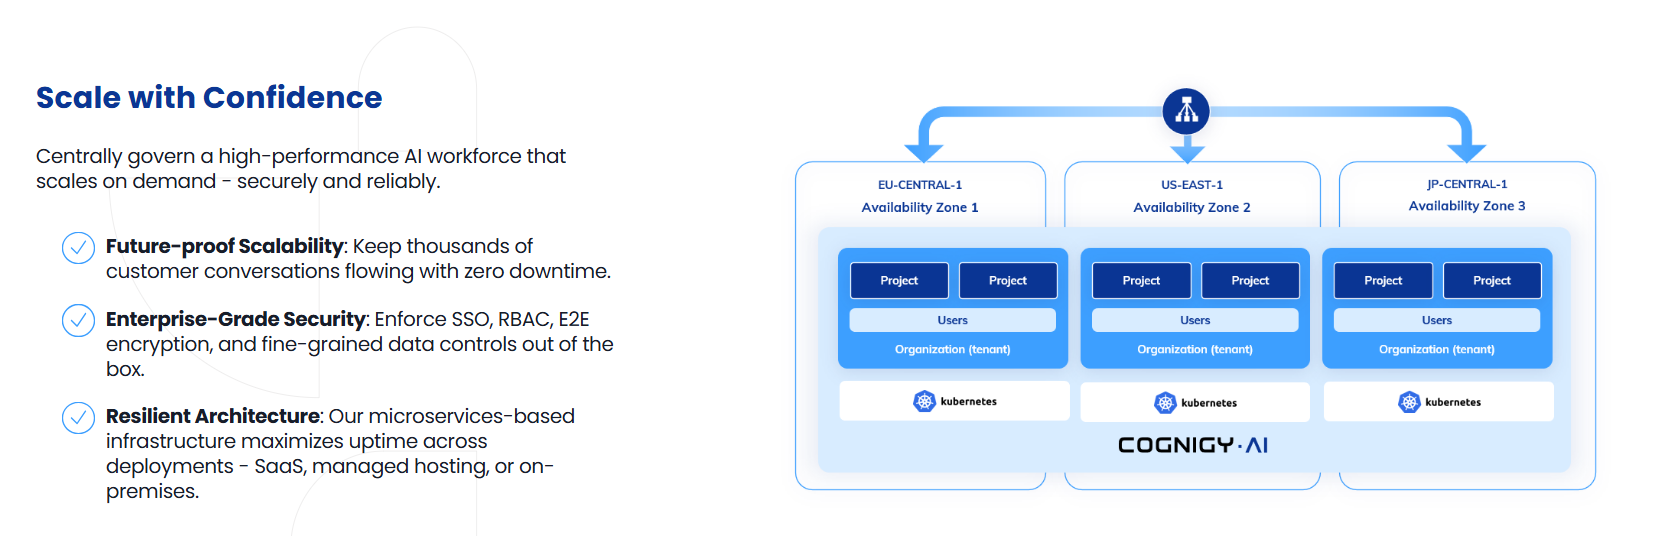 Scale with Confidence
Centrally govern a high-performance AI workforce that
scales on demand - securely and reliably.
Future-proof Scalability: Keep thousands of
customer conversations flowing with zero downtime.
Enterprise-Grade Security: Enforce SSO, RBAC, E2E
encryption, and fine-grained data controls out of the
box.
Resilient Architecture: Our microservices-based
infrastructure maximizes uptime across
deployments - SaaS, managed hosting, or on-
premises.
EU-CENTRAL-1
Availability Zone 1
Project Project
Users
Organization (tenant)
kubernetes
US-EAST-1
Availability Zone 2
Project Project
Users
Organization (tenant)
kubernetes
JP-CENTRAL-1
Availability Zone 3
Project Project
Users
Organization (tenant)
kubernetes
COGNIGY·AI